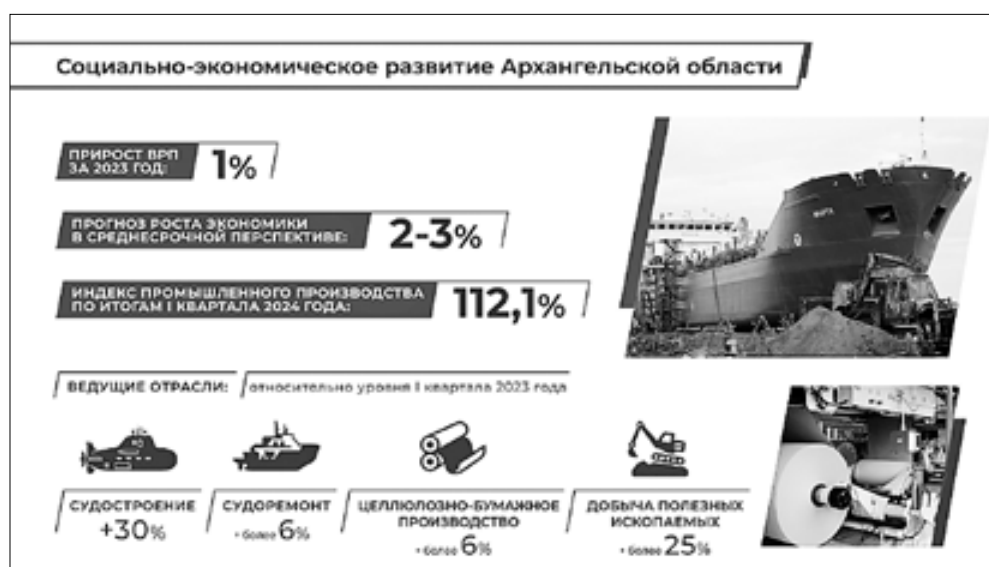 Социально-экономическое развитие Архангельской области
ПРИРОСТ ВРП
ЗА 2023 ГОД:
1%
ПРОГНОЗ РОСТА ЭКОНОМИКИ
В СРЕДНЕСРОЧНОЙ ПЕРСПЕКТИВЕ:
2-3%
ИНДЕКС ПРОМЫШЛЕННОГО ПРОИЗВОДСТВА
ПО ИТОГАМ I КВАРТАЛА 2024 ГОДА:
112,1%
ВЕДУЩИЕ ОТРАСЛИ:
относительно уровня I квартала 2023 года
СУДОСТРОЕНИЕ
+30%
СУДОРЕМОНТ
+ более 6%
ЦЕЛЛЮЛОЗНО-БУМАЖНОЕ
ПРОИЗВОДСТВО
+ более 6%
ДОБЫЧА ПОЛЕЗНЫХ
ИСКОПАЕМЫХ
+ более 25%